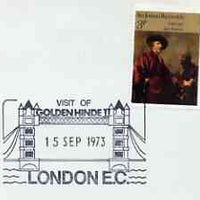 Sir Joshua Reynolds
VISIT OF
GOLDEN HINDE II
15 SEP 1973
LONDON E.C.